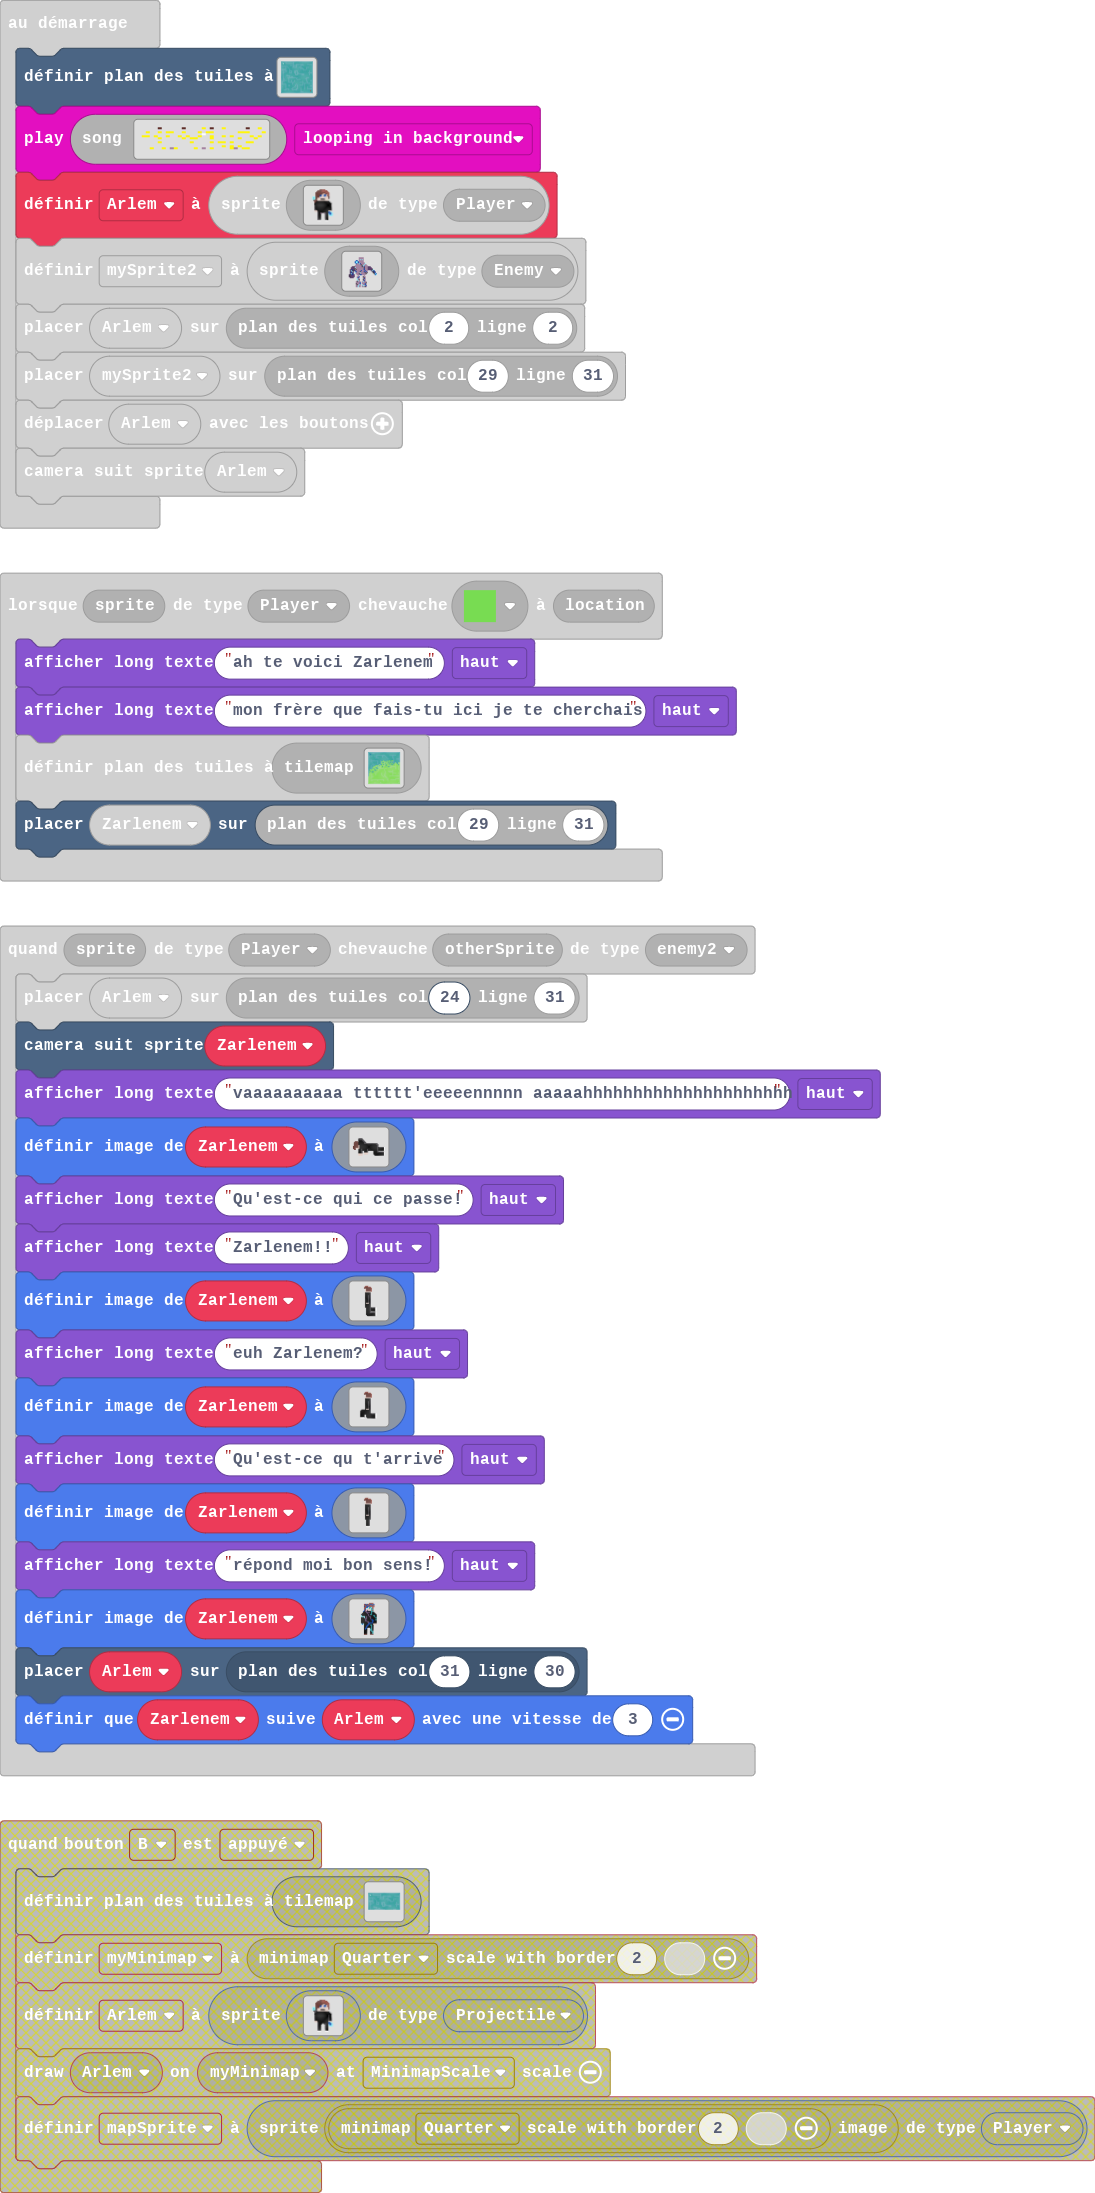 au démarrage
définir plan des tuiles à
play song looping in background
définir Arlem à sprite de type Player
définir mySprite2 à sprite de type Enemy
placer Arlem sur plan des tuiles col 2 ligne 2
placer mySprite2 sur plan des tuiles col 29 ligne 31
déplacer Arlem avec les boutons
camera suit sprite Arlem
lorsque sprite de type Player chevauche à location
afficher long texte "ah te voici Zarlenem" haut
afficher long texte "mon frère que fais-tu ici je te cherchais" haut
définir plan des tuiles à tilemap
placer Zarlenem sur plan des tuiles col 29 ligne 31
quand sprite de type Player chevauche otherSprite de type enemy2
placer Arlem sur plan des tuiles col 24 ligne 31
camera suit sprite Zarlenem
afficher long texte "vaaaaaaaaaa tttttt'eeeeennnnn aaaaahhhhhhhhhhhhhhhhhhhhh" haut
définir image de Zarlenem à
afficher long texte "Qu'est-ce qui ce passe!" haut
afficher long texte "Zarlenem!!" haut
définir image de Zarlenem à
afficher long texte "euh Zarlenem?" haut
définir image de Zarlenem à
afficher long texte "Qu'est-ce qu t'arrive" haut
définir image de Zarlenem à
afficher long texte "répond moi bon sens!" haut
définir image de Zarlenem à
placer Arlem sur plan des tuiles col 31 ligne 30
définir que Zarlenem suive Arlem avec une vitesse de 3
quand bouton B est appuyé
définir plan des tuiles à tilemap
définir myMinimap à minimap Quarter scale with border 2
définir Arlem à sprite de type Projectile
draw Arlem on myMinimap at MinimapScale scale
définir mapSprite à sprite minimap Quarter scale with border 2 image de type Player